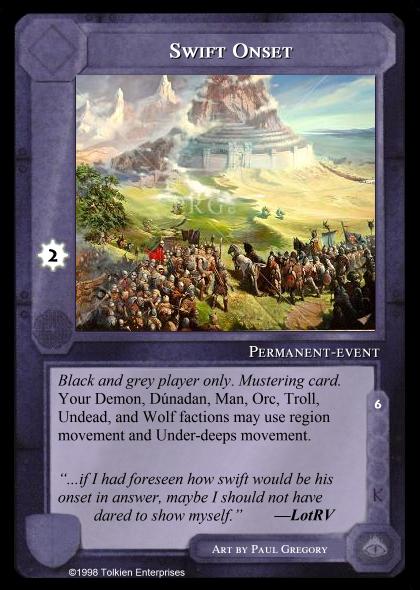 SWIFT ONSET
RG
2
PERMANENT-EVENT
Black and grey player only. Mustering card.
Your Demon, Dúnadan, Man, Orc, Troll,
Undead, and Wolf factions may use region
movement and Under-deeps movement.
6
“...if I had foreseen how swift would be his
onset in answer, maybe I should not have
dared to show myself.” —LotRV
K
ART BY PAUL GREGORY
©1998 Tolkien Enterprises